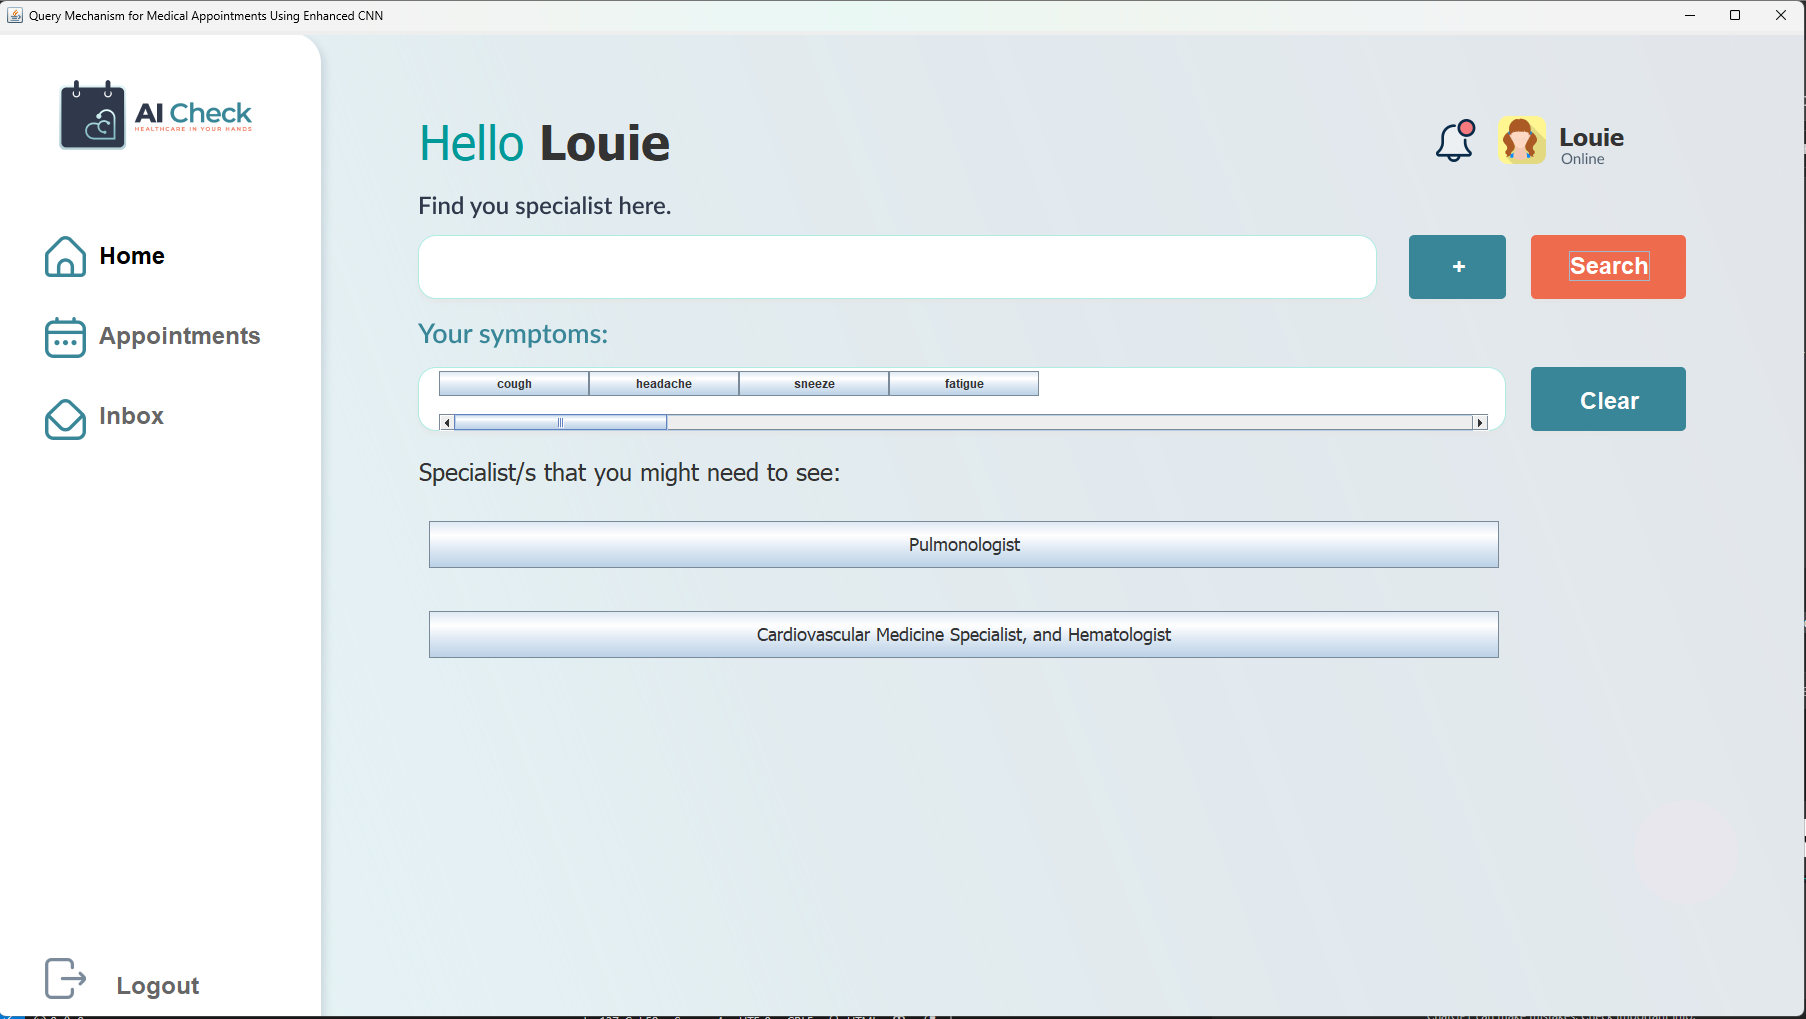 Query Mechanism for Medical Appointments Using Enhanced CNN
AI Check
HEALTHCARE IN YOUR HANDS
Home
Appointments
Inbox
Logout
Hello Louie
Louie
Online
Find you specialist here.
+
Search
Your symptoms:
cough
headache
sneeze
fatigue
Clear
Specialist/s that you might need to see:
Pulmonologist
Cardiovascular Medicine Specialist, and Hematologist